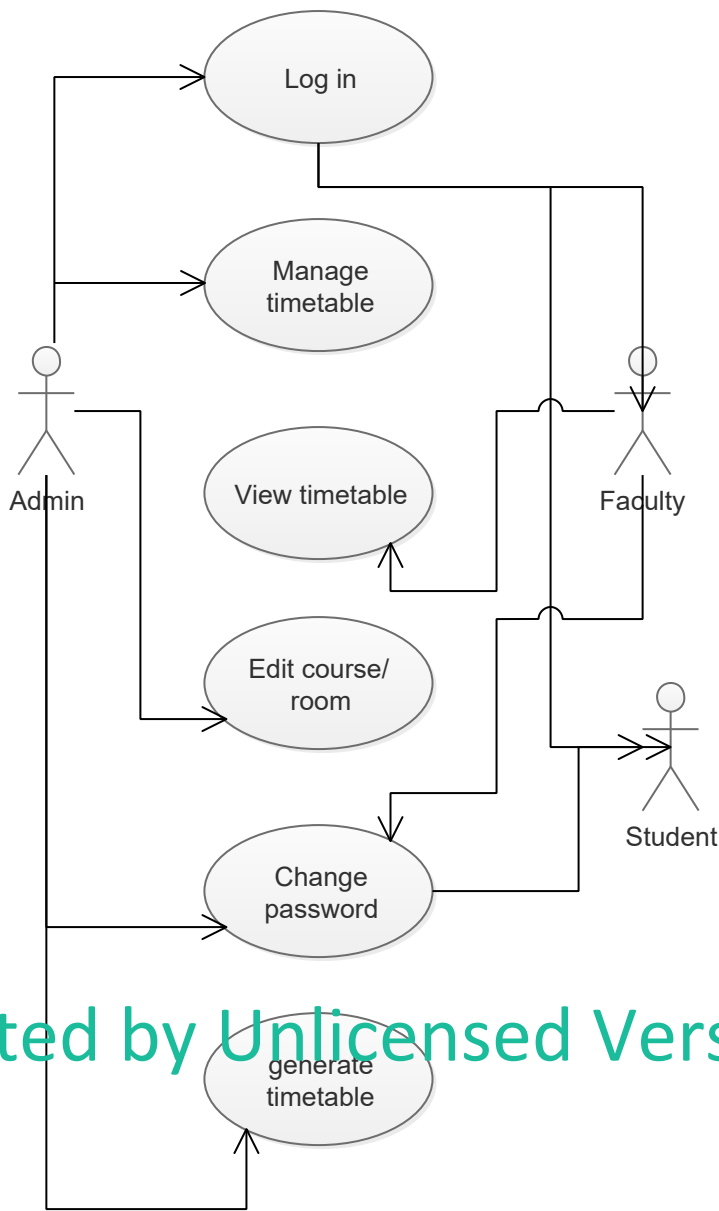 Log in
Manage
timetable
Admin
View timetable
Faculty
Edit course/
room
Student
Change
password
ted by Unlicensed Vers
generate
timetable